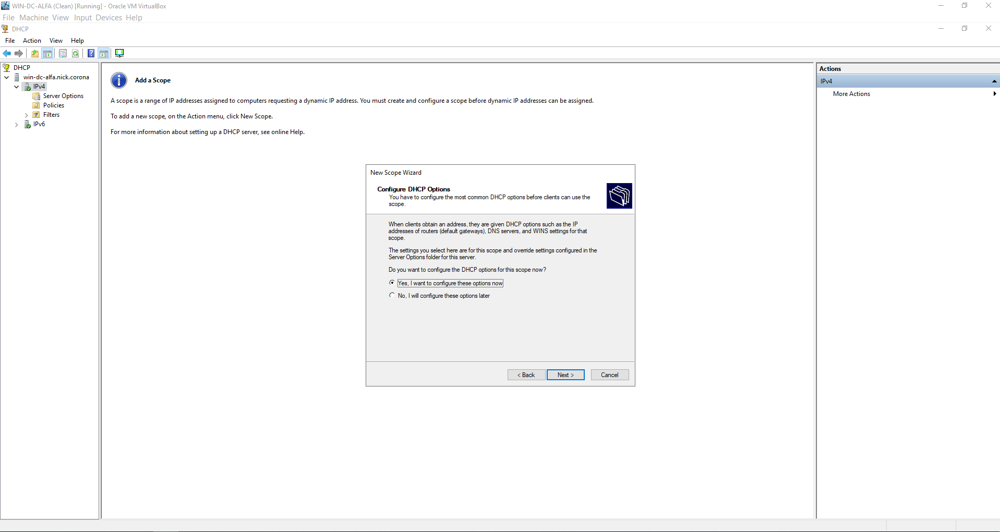 WIN-DC-ALFA (Clean) [Running] - Oracle VM VirtualBox
File Machine View Input Devices Help
DHCP
File Action View Help
DHCP
win-dc-alfa.nick.corona
IPv4
Server Options
Policies
Filters
IPv6
Add a Scope
A scope is a range of IP addresses assigned to computers requesting a dynamic IP address. You must create and configure a scope before dynamic IP addresses can be assigned.
To add a new scope, on the Action menu, click New Scope.
For more information about setting up a DHCP server, see online Help.
New Scope Wizard
Configure DHCP Options
You have to configure the most common DHCP options before clients can use the
scope.
When clients obtain an address, they are given DHCP options such as the IP
addresses of routers (default gateways), DNS servers, and WINS settings for that
scope.
The settings you select here are for this scope and override settings configured in the
Server Options folder for this server.
Do you want to configure the DHCP options for this scope now?
Yes, I want to configure these options now
No, I will configure these options later
< Back
Next >
Cancel
Actions
IPv4
More Actions